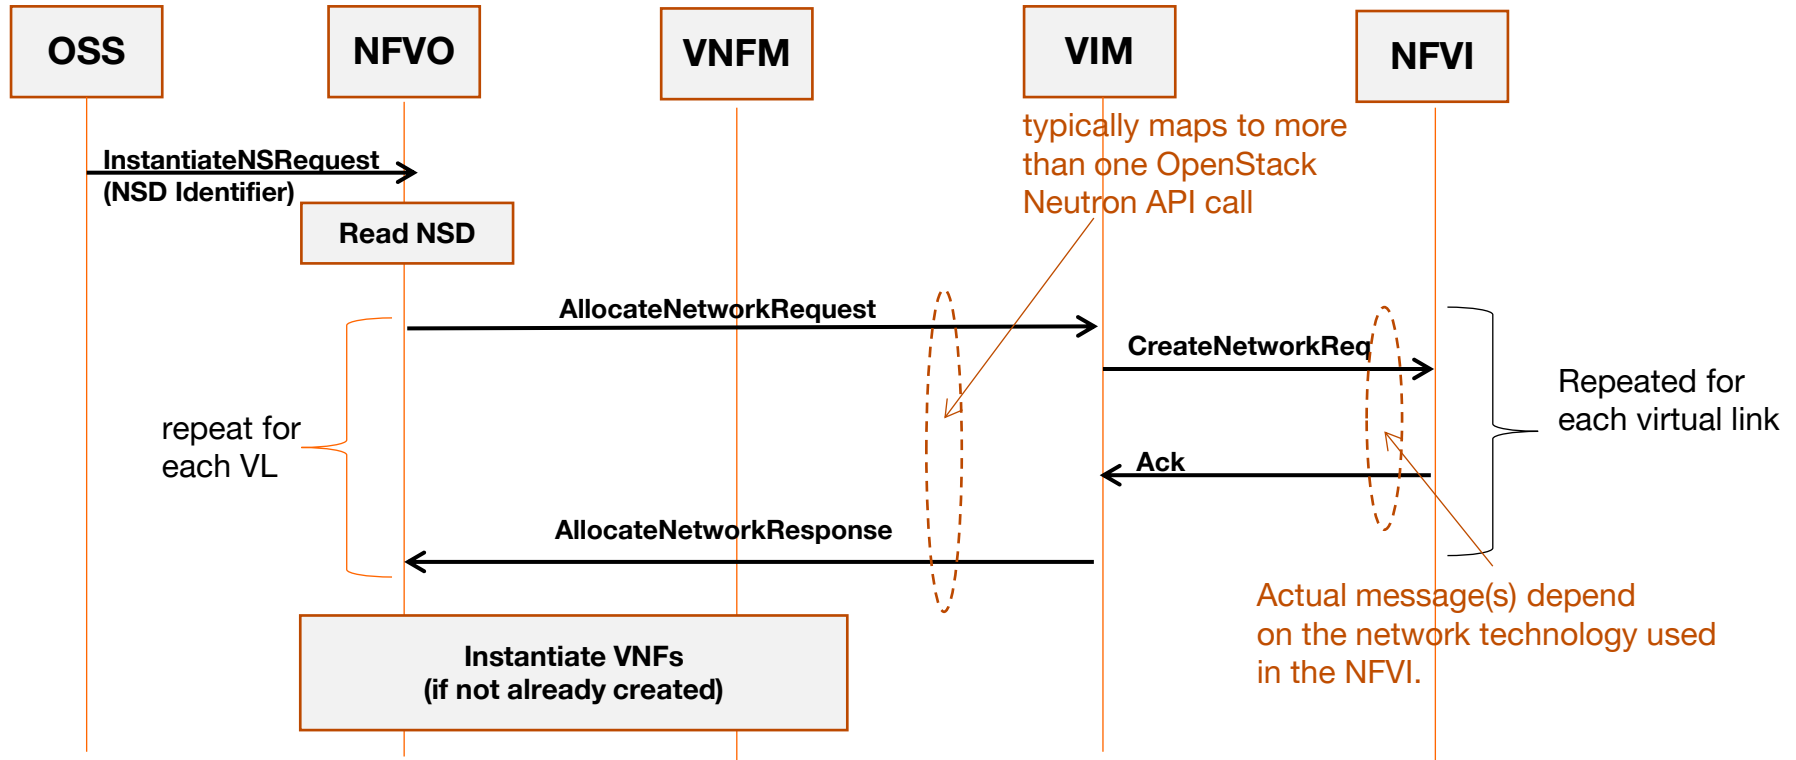 OSS
NFVO
VNFM
VIM
NFVI
typically maps to more
than one OpenStack
Neutron API call
InstantiateNSRequest
(NSD Identifier)
Read NSD
AllocateNetworkRequest
CreateNetworkReq
Repeated for
each virtual link
repeat for
each VL
Ack
AllocateNetworkResponse
Actual message(s) depend
on the network technology used
in the NFVI.
Instantiate VNFs
(if not already created)